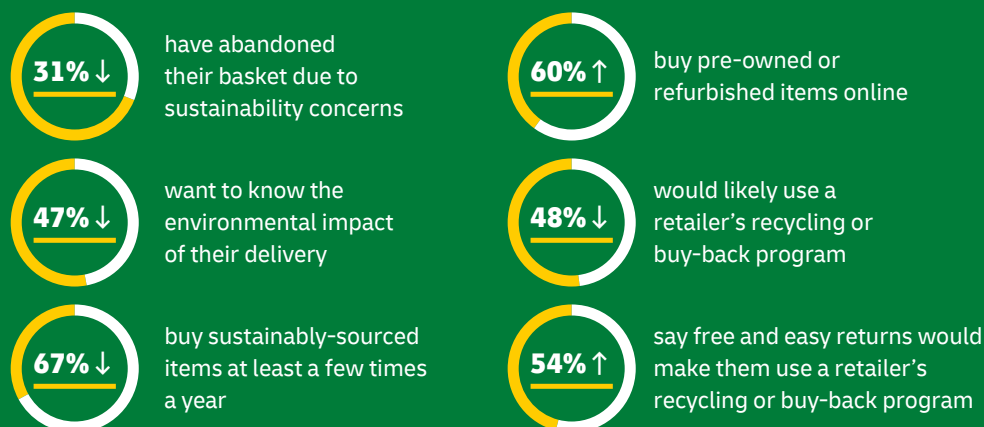 31% ↓
have abandoned
their basket due to
sustainability concerns
60% ↑
buy pre-owned or
refurbished items online
47% ↓
want to know the
environmental impact
of their delivery
48% ↓
would likely use a
retailer’s recycling or
buy-back program
67% ↓
buy sustainably-sourced
items at least a few times
a year
54% ↑
say free and easy returns would
make them use a retailer’s
recycling or buy-back program